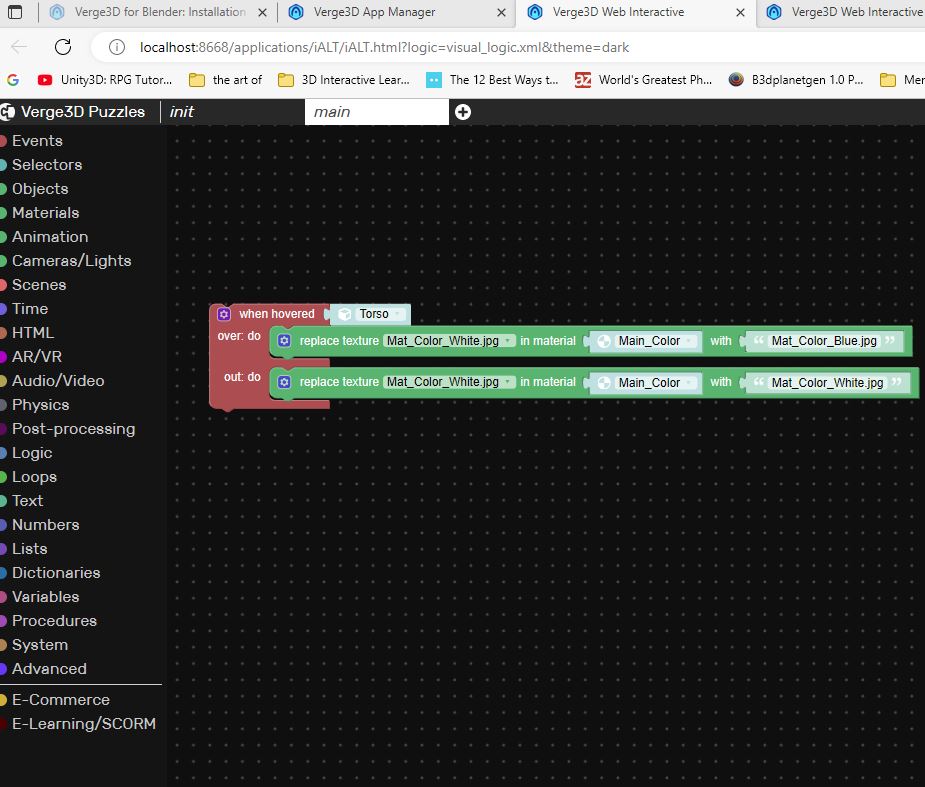 Verge3D for Blender: Installation
Verge3D App Manager
Verge3D Web Interactive
Verge3D Web Interactive
localhost:8668/applications/iALT/iALT.html?logic=visual_logic.xml&theme=dark
Unity3D: RPG Tutor...
the art of
3D Interactive Lear...
The 12 Best Ways t...
az
World's Greatest Ph...
B3dplanetgen 1.0 P...
Mer
Verge3D Puzzles
init
main
Events
Selectors
Objects
Materials
Animation
Cameras/Lights
Scenes
Time
HTML
AR/VR
Audio/Video
Physics
Post-processing
Logic
Loops
Text
Numbers
Lists
Dictionaries
Variables
Procedures
System
Advanced
E-Commerce
E-Learning/SCORM
when hovered Torso
over: do replace texture Mat_Color_White.jpg in material Main_Color with “ Mat_Color_Blue.jpg ”
out: do replace texture Mat_Color_White.jpg in material Main_Color with “ Mat_Color_White.jpg ”